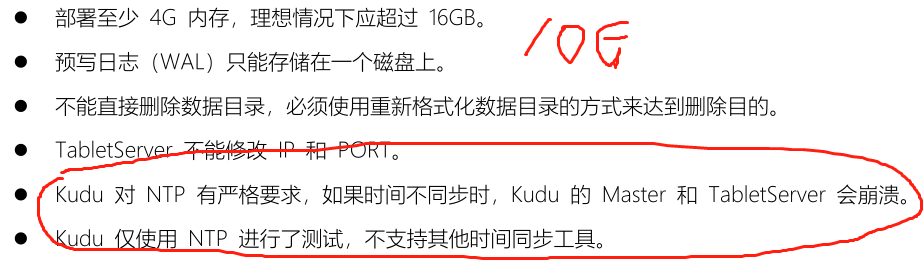 ● 部署至少 4G 内存，理想情况下应超过 16GB。
10G
● 预写日志（WAL）只能存储在一个磁盘上。
● 不能直接删除数据目录，必须使用重新格式化数据目录的方式来达到删除目的。
● TabletServer 不能修改 IP 和 PORT。
● Kudu 对 NTP 有严格要求，如果时间不同步时，Kudu 的 Master 和 TabletServer 会崩溃。
● Kudu 仅使用 NTP 进行了测试，不支持其他时间同步工具。